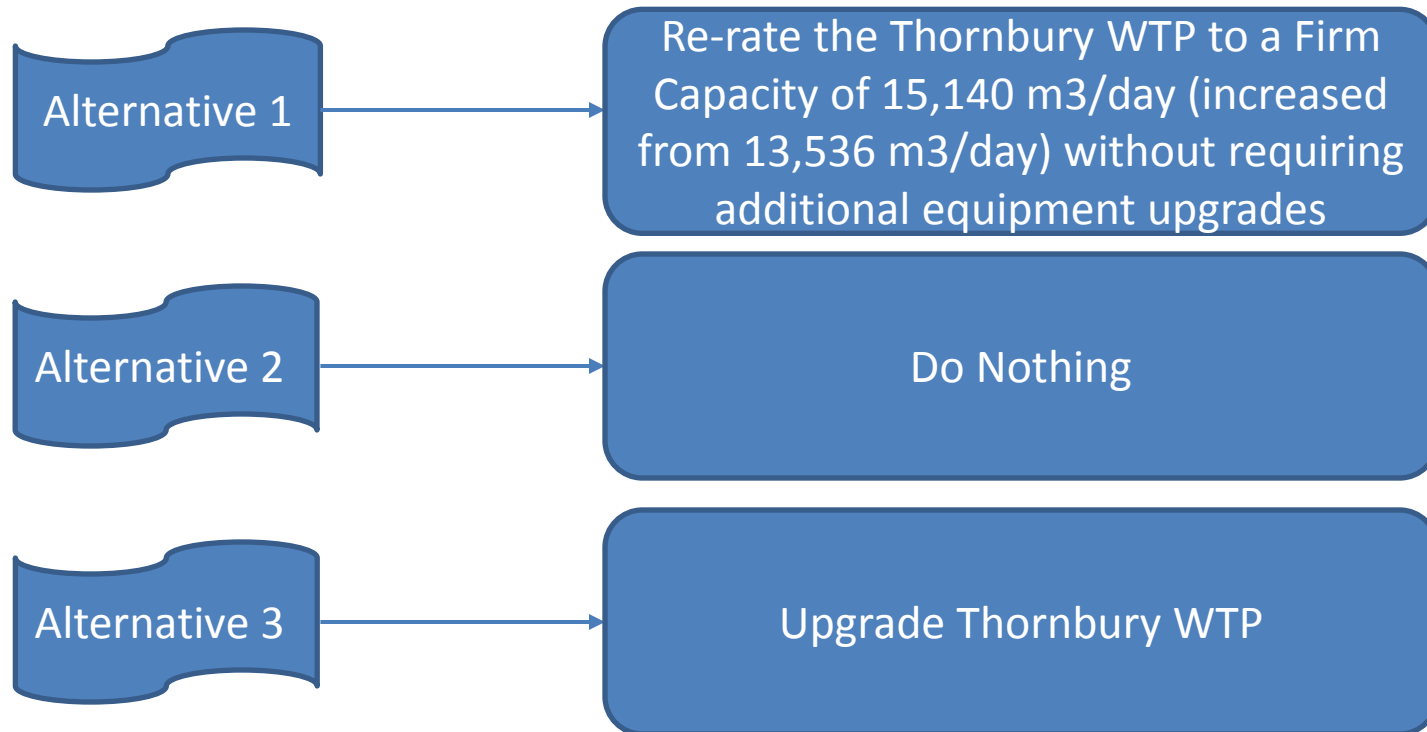 Alternative 1
Re-rate the Thornbury WTP to a Firm
Capacity of 15,140 m3/day (increased
from 13,536 m3/day) without requiring
additional equipment upgrades
Alternative 2
Do Nothing
Alternative 3
Upgrade Thornbury WTP